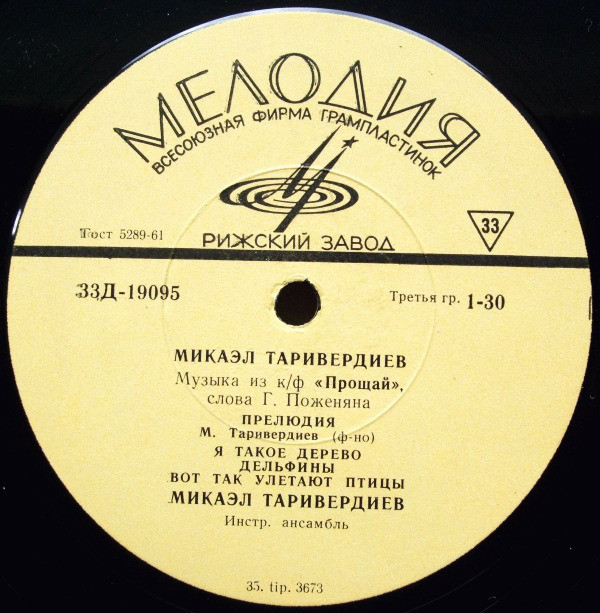 МЕЛОДИЯ
ВСЕСОЮЗНАЯ ФИРМА ГРАМПЛАСТИНОК
Гост 5289-61
РИЖСКИЙ ЗАВОД
33
33Д-19095
Третья гр. 1-30
МИКАЭЛ ТАРИВЕРДИЕВ
Музыка из к/ф «Прощай»,
слова Г. Поженяна
ПРЕЛЮДИЯ
М. Таривердиев (ф-но)
Я ТАКОЕ ДЕРЕВО
ДЕЛЬФИНЫ
ВОТ ТАК УЛЕТАЮТ ПТИЦЫ
МИКАЭЛ ТАРИВЕРДИЕВ
Инстр. ансамбль
35. tip. 3673